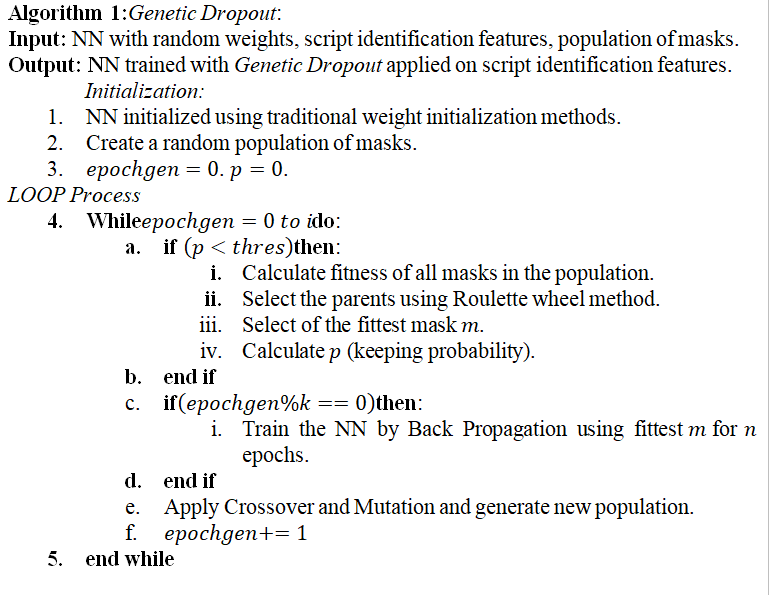 Algorithm 1:Genetic Dropout:
Input: NN with random weights, script identification features, population of masks.
Output: NN trained with Genetic Dropout applied on script identification features.
Initialization:
1. NN initialized using traditional weight initialization methods.
2. Create a random population of masks.
3. epochgen = 0. p = 0.
LOOP Process
4. Whileepochgen = 0 to ido:
a. if (p < thres)then:
i. Calculate fitness of all masks in the population.
ii. Select the parents using Roulette wheel method.
iii. Select of the fittest mask m.
iv. Calculate p (keeping probability).
b. end if
c. if(epochgen%k == 0)then:
i. Train the NN by Back Propagation using fittest m for n
epochs.
d. end if
e. Apply Crossover and Mutation and generate new population.
f. epochgen+= 1
5. end while